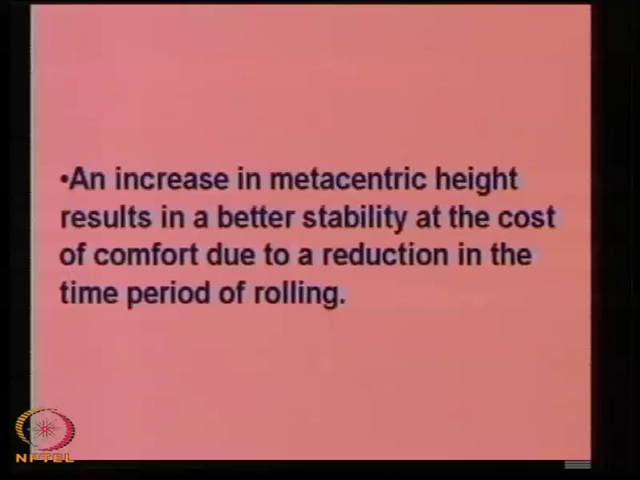 •An increase in metacentric height
results in a better stability at the cost
of comfort due to a reduction in the
time period of rolling.
NPTEL